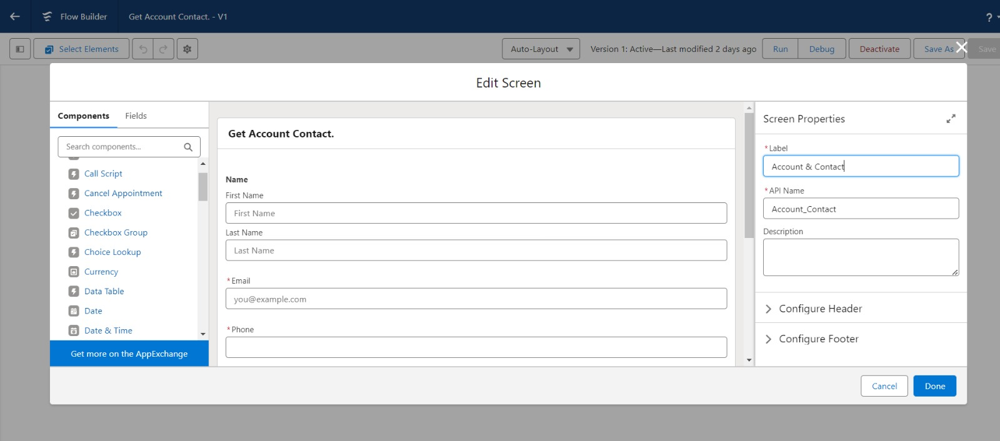 Flow Builder
Get Account Contact. - V1
?
Select Elements
Auto-Layout
Version 1: Active—Last modified 2 days ago
Run
Debug
Deactivate
Save As
Save
Edit Screen
Components
Fields
Search components...
Call Script
Cancel Appointment
Checkbox
Checkbox Group
Choice Lookup
Currency
Data Table
Date
Date & Time
Get more on the AppExchange
Get Account Contact.
Name
First Name
First Name
Last Name
Last Name
* Email
you@example.com
* Phone
Screen Properties
* Label
Account & Contact
* API Name
Account_Contact
Description
Configure Header
Configure Footer
Cancel
Done